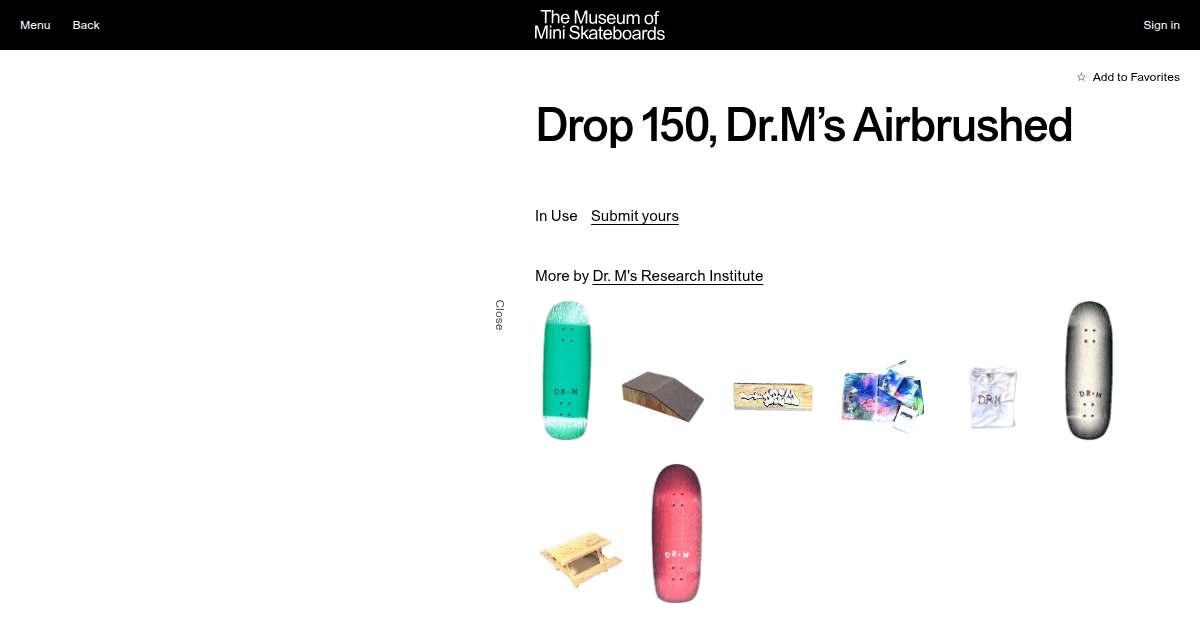 Menu
Back
The Museum of
Mini Skateboards
Sign in
☆ Add to Favorites
Drop 150, Dr.M’s Airbrushed
In Use Submit yours
More by Dr. M's Research Institute
Close
DR•M
DR.M
DR•M
DR•M